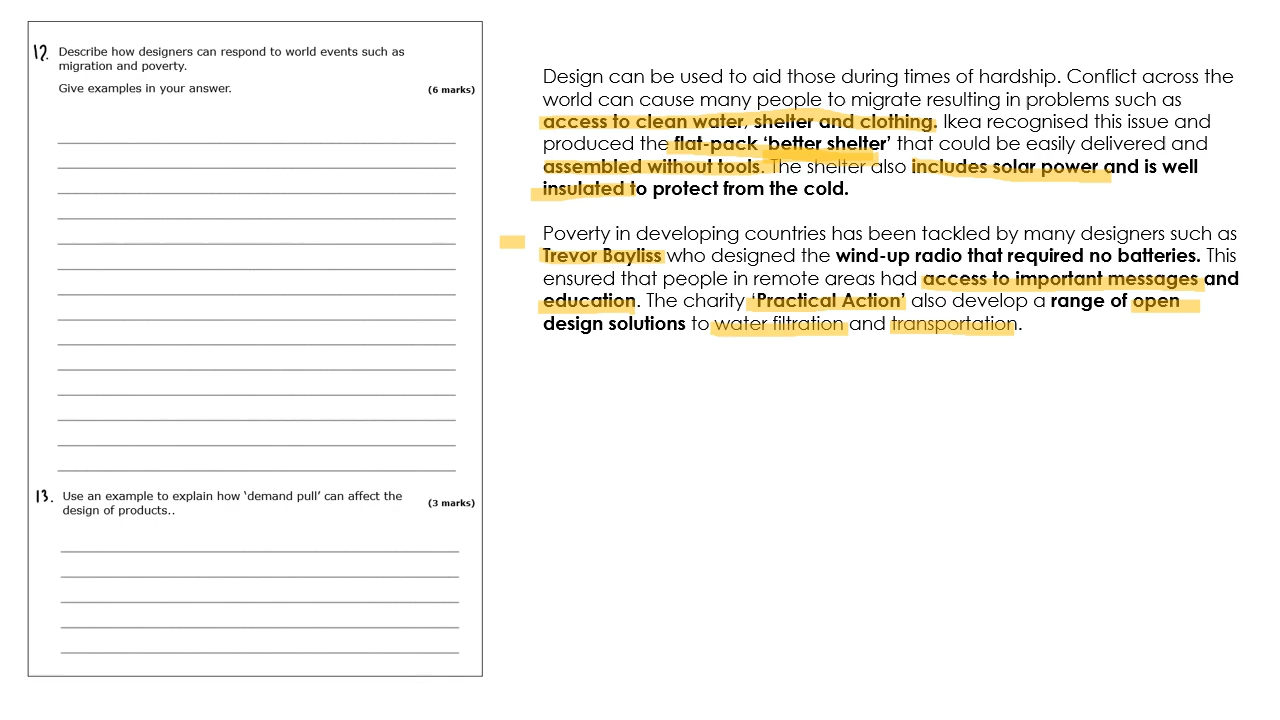 12. Describe how designers can respond to world events such as
migration and poverty.
Give examples in your answer. (6 marks)
13. Use an example to explain how ‘demand pull’ can affect the
design of products.. (3 marks)
Design can be used to aid those during times of hardship. Conflict across the
world can cause many people to migrate resulting in problems such as
access to clean water, shelter and clothing. Ikea recognised this issue and
produced the flat-pack ‘better shelter’ that could be easily delivered and
assembled without tools. The shelter also includes solar power and is well
insulated to protect from the cold.
Poverty in developing countries has been tackled by many designers such as
Trevor Bayliss who designed the wind-up radio that required no batteries. This
ensured that people in remote areas had access to important messages and
education. The charity ‘Practical Action’ also develop a range of open
design solutions to water filtration and transportation.